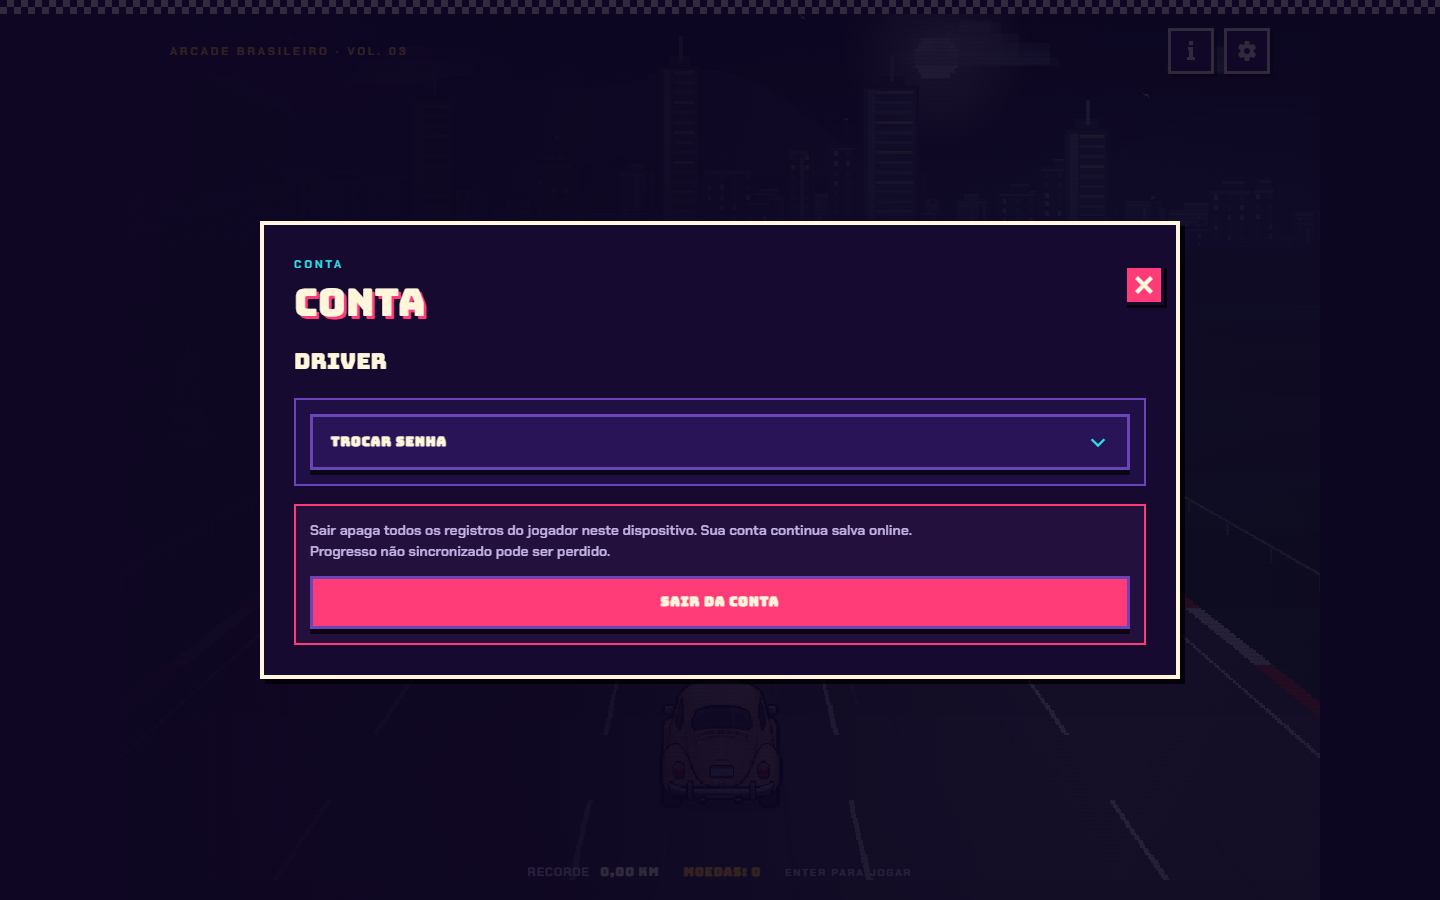 ARCADE BRASILEIRO · VOL. 03
i
CONTA
CONTA
DRIVER
TROCAR SENHA
Sair apaga todos os registros do jogador neste dispositivo. Sua conta continua salva online.
Progresso não sincronizado pode ser perdido.
SAIR DA CONTA
RECORDE 0,00 KM MOEDAS: 0 ENTER PARA JOGAR